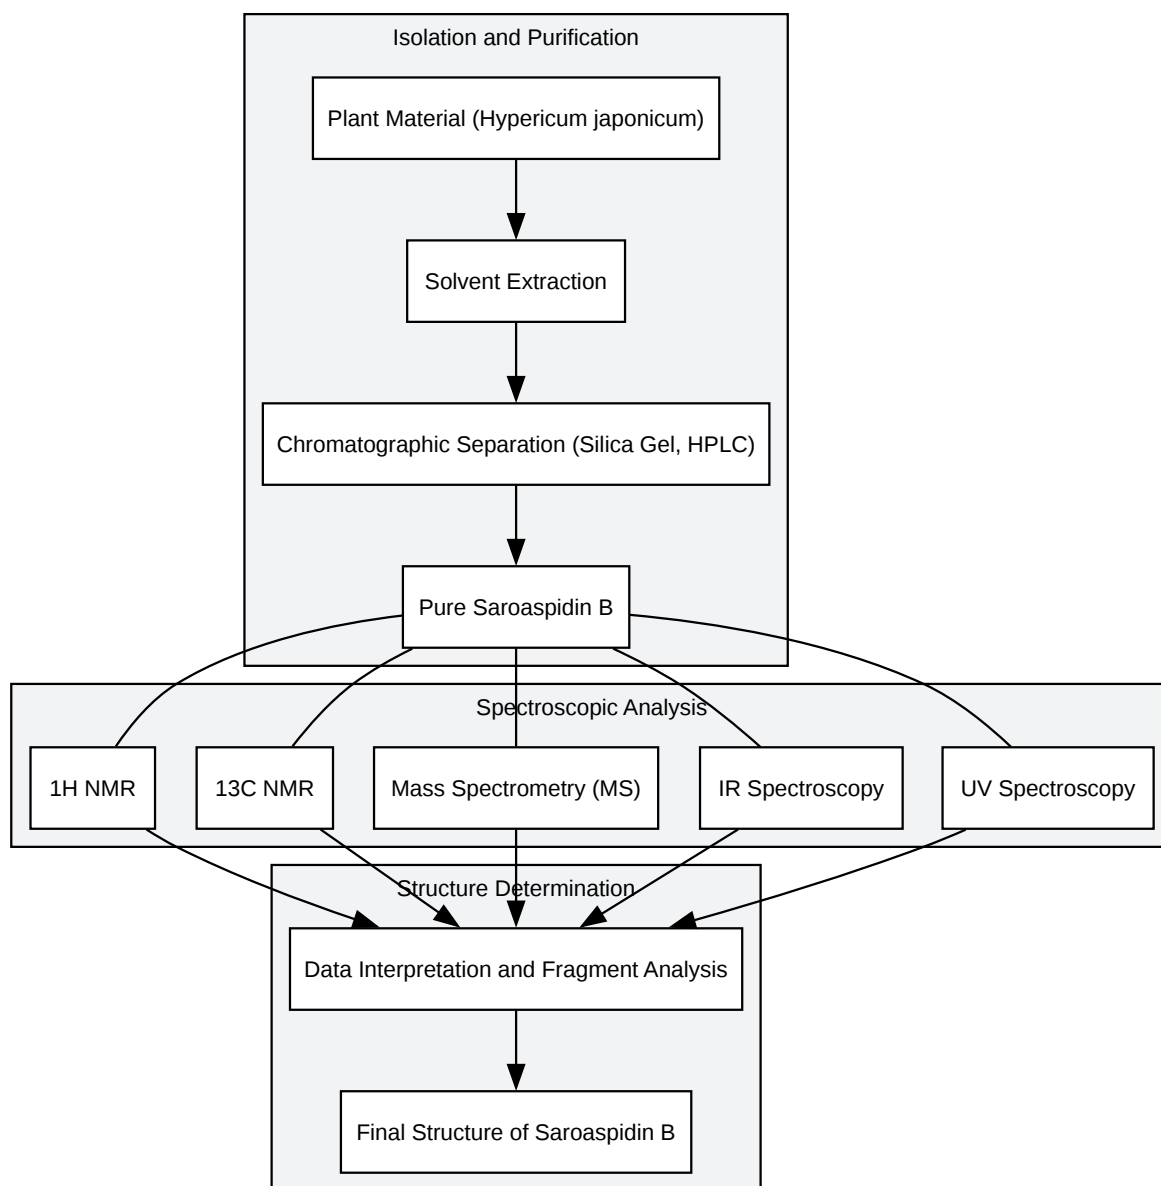 Isolation and Purification
Plant Material (Hypericum japonicum)
Solvent Extraction
Chromatographic Separation (Silica Gel, HPLC)
Pure Saroaspidin B
Spectroscopic Analysis
1H NMR
13C NMR
Mass Spectrometry (MS)
IR Spectroscopy
UV Spectroscopy
Structure Determination
Data Interpretation and Fragment Analysis
Final Structure of Saroaspidin B